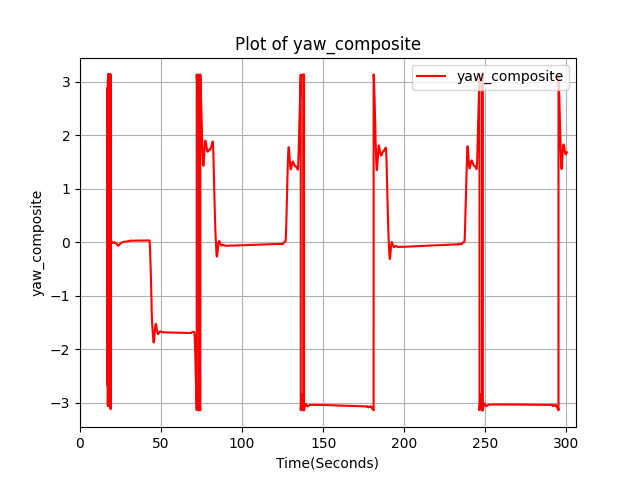 Plot of yaw_composite
yaw_composite
3
2
1
0
−1
−2
−3
yaw_composite
0 50 100 150 200 250 300
Time(Seconds)